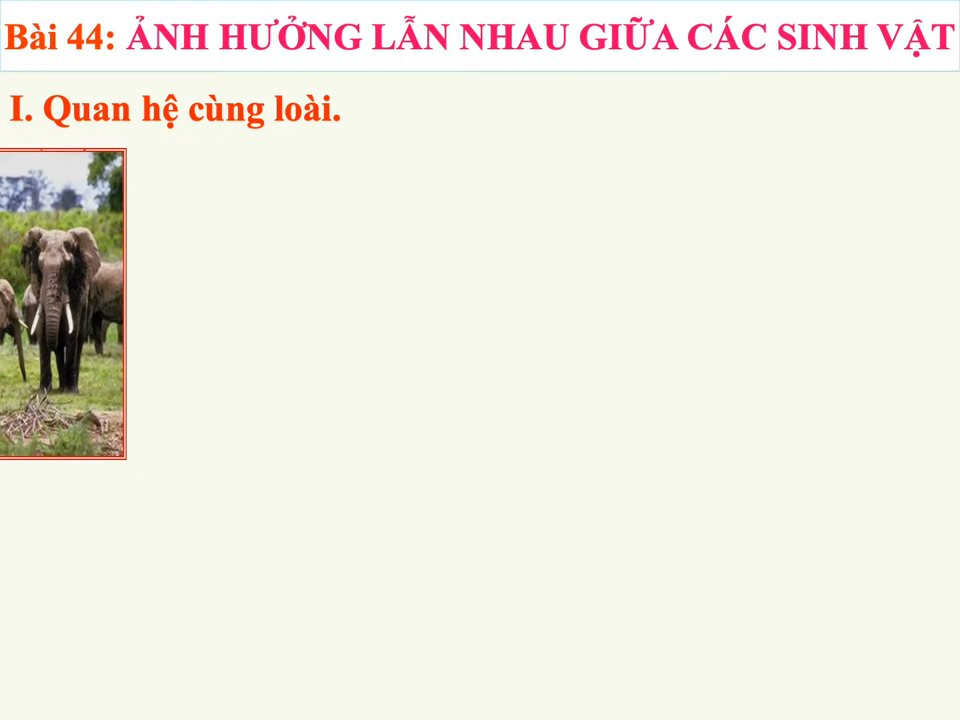 Bài 44: ẢNH HƯỞNG LẪN NHAU GIỮA CÁC SINH VẬT
I. Quan hệ cùng loài.